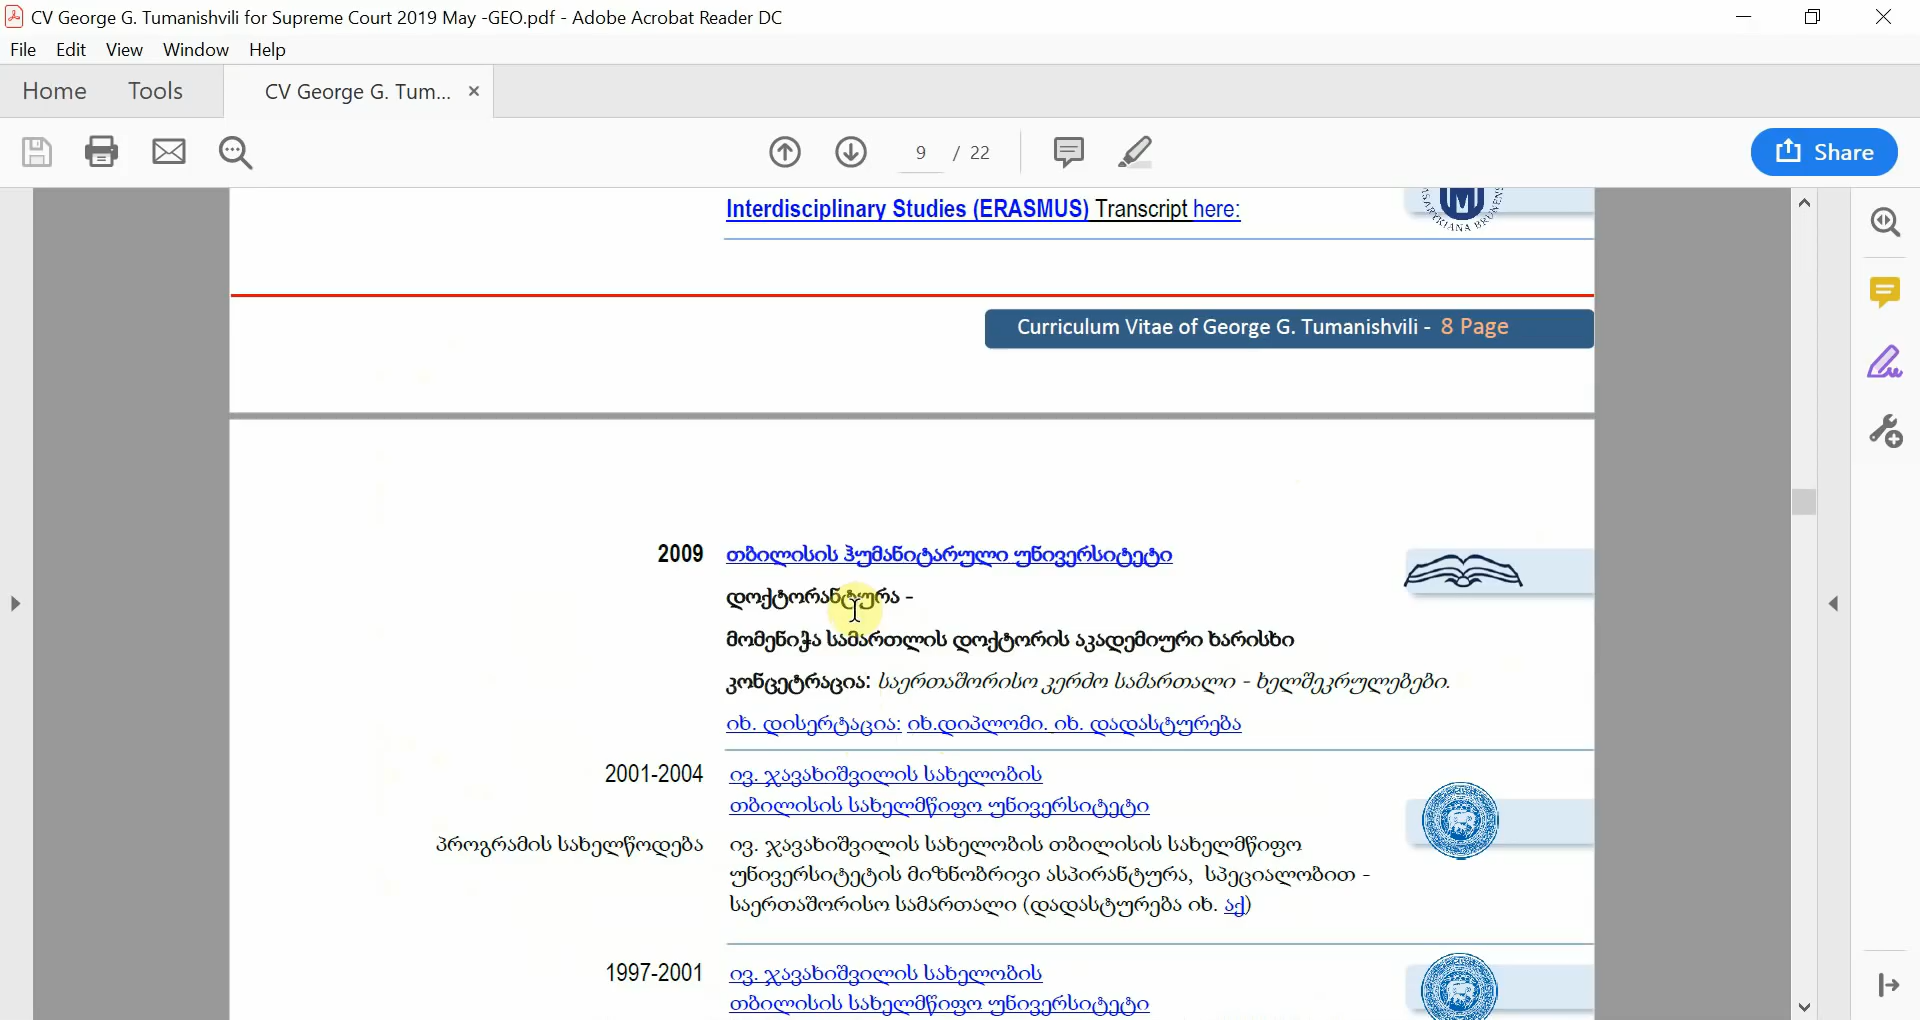 CV George G. Tumanishvili for Supreme Court 2019 May -GEO.pdf - Adobe Acrobat Reader DC
File Edit View Window Help
Home Tools CV George G. Tum... ×
9 / 22 Share
Interdisciplinary Studies (ERASMUS) Transcript here:
Curriculum Vitae of George G. Tumanishvili - 8 Page
2009 თბილისის ჰუმანიტარული უნივერსიტეტი
დოქტორანტურა -
მომენიჭა სამართლის დოქტორის აკადემიური ხარისხი
კონცეტრაცია: საერთაშორისო კერძო სამართალი - ხელშეკრულებები.
იხ. დისერტაცია: იხ.დიპლომი. იხ. დადასტურება
2001-2004 ივ. ჯავახიშვილის სახელობის
თბილისის სახელმწიფო უნივერსიტეტი
პროგრამის სახელწოდება ივ. ჯავახიშვილის სახელობის თბილისის სახელმწიფო
უნივერსიტეტის მიზნობრივი ასპირანტურა, სპეციალობით -
საერთაშორისო სამართალი (დადასტურება იხ. აქ)
1997-2001 ივ. ჯავახიშვილის სახელობის
თბილისის სახელმწიფო უნივერსიტეტი